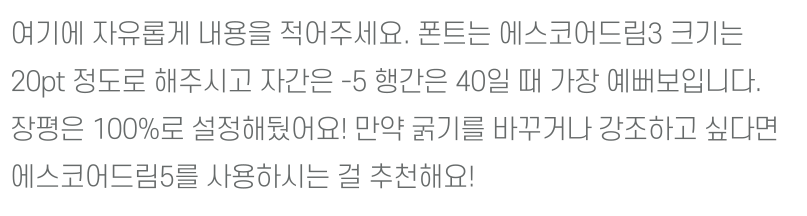 여기에 자유롭게 내용을 적어주세요. 폰트는 에스코어드림3 크기는
20pt 정도로 해주시고 자간은 -5 행간은 40일 때 가장 예뻐보입니다.
장평은 100%로 설정해뒀어요! 만약 굵기를 바꾸거나 강조하고 싶다면
에스코어드림5를 사용하시는 걸 추천해요!